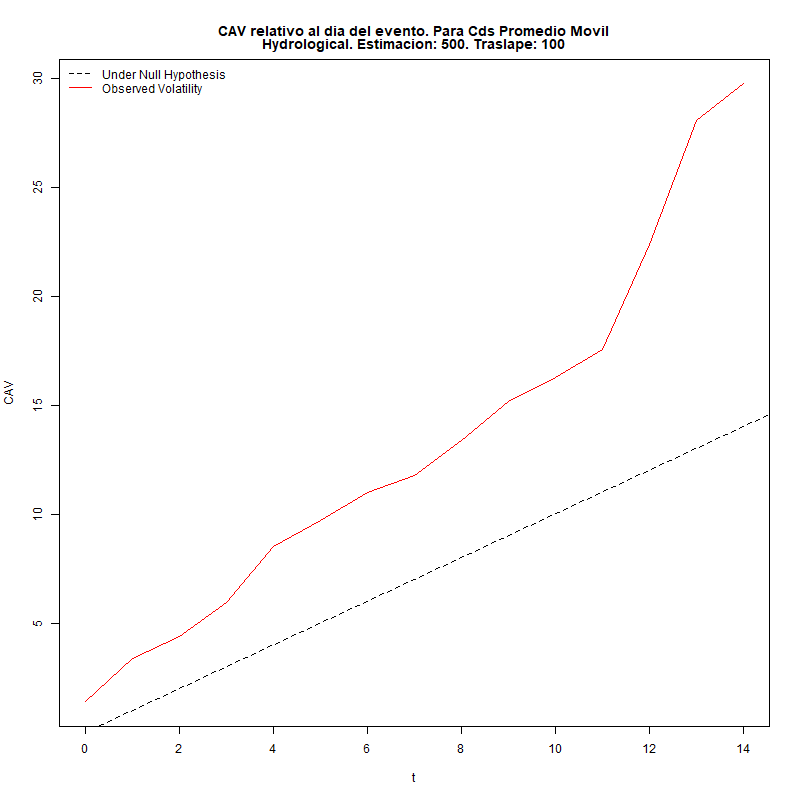 CAV relativo al dia del evento. Para Cds Promedio Movil
Hydrological. Estimacion: 500. Traslape: 100
Under Null Hypothesis
Observed Volatility
30
25
20
15
10
5
CAV
0 2 4 6 8 10 12 14
t